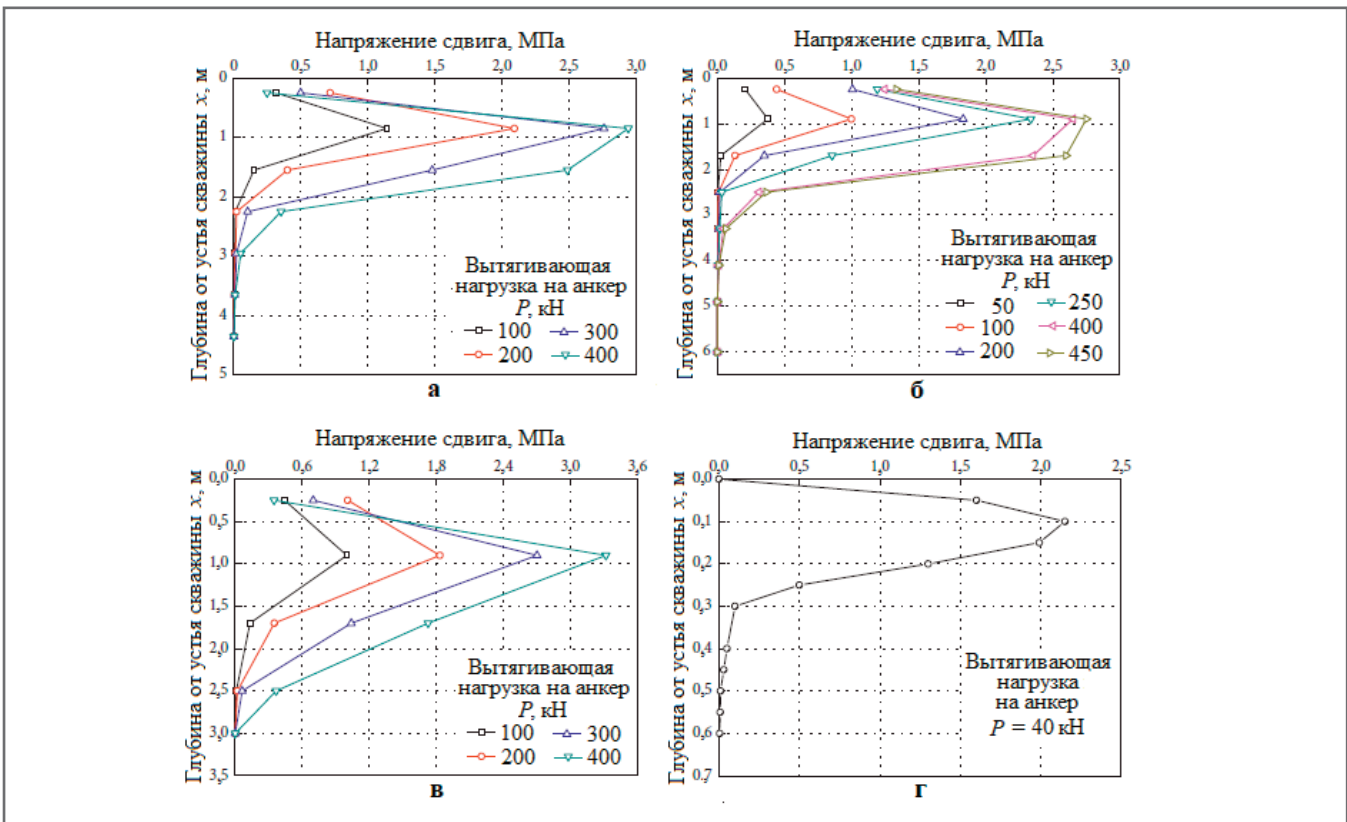 Напряжение сдвига, МПа
0 0,5 1,0 1,5 2,0 2,5 3,0
Глубина от устья скважины x, м
0
1
2
3
4
5
Вытягивающая
нагрузка на анкер
P, кН
100 300
200 400
а
Напряжение сдвига, МПа
0,0 0,5 1,0 1,5 2,0 2,5 3,0
Глубина от устья скважины x, м
0
1
2
3
4
5
6
Вытягивающая
нагрузка на анкер
P, кН
50 250
100 400
200 450
б
Напряжение сдвига, МПа
0,0 0,6 1,2 1,8 2,4 3,0 3,6
Глубина от устья скважины x, м
0,0
0,5
1,0
1,5
2,0
2,5
3,0
3,5
Вытягивающая
нагрузка на анкер
P, кН
100 300
200 400
в
Напряжение сдвига, МПа
0,0 0,5 1,0 1,5 2,0 2,5
Глубина от устья скважины x, м
0,0
0,1
0,2
0,3
0,4
0,5
0,6
0,7
Вытягивающая
нагрузка
на анкер
P = 40 кН
г